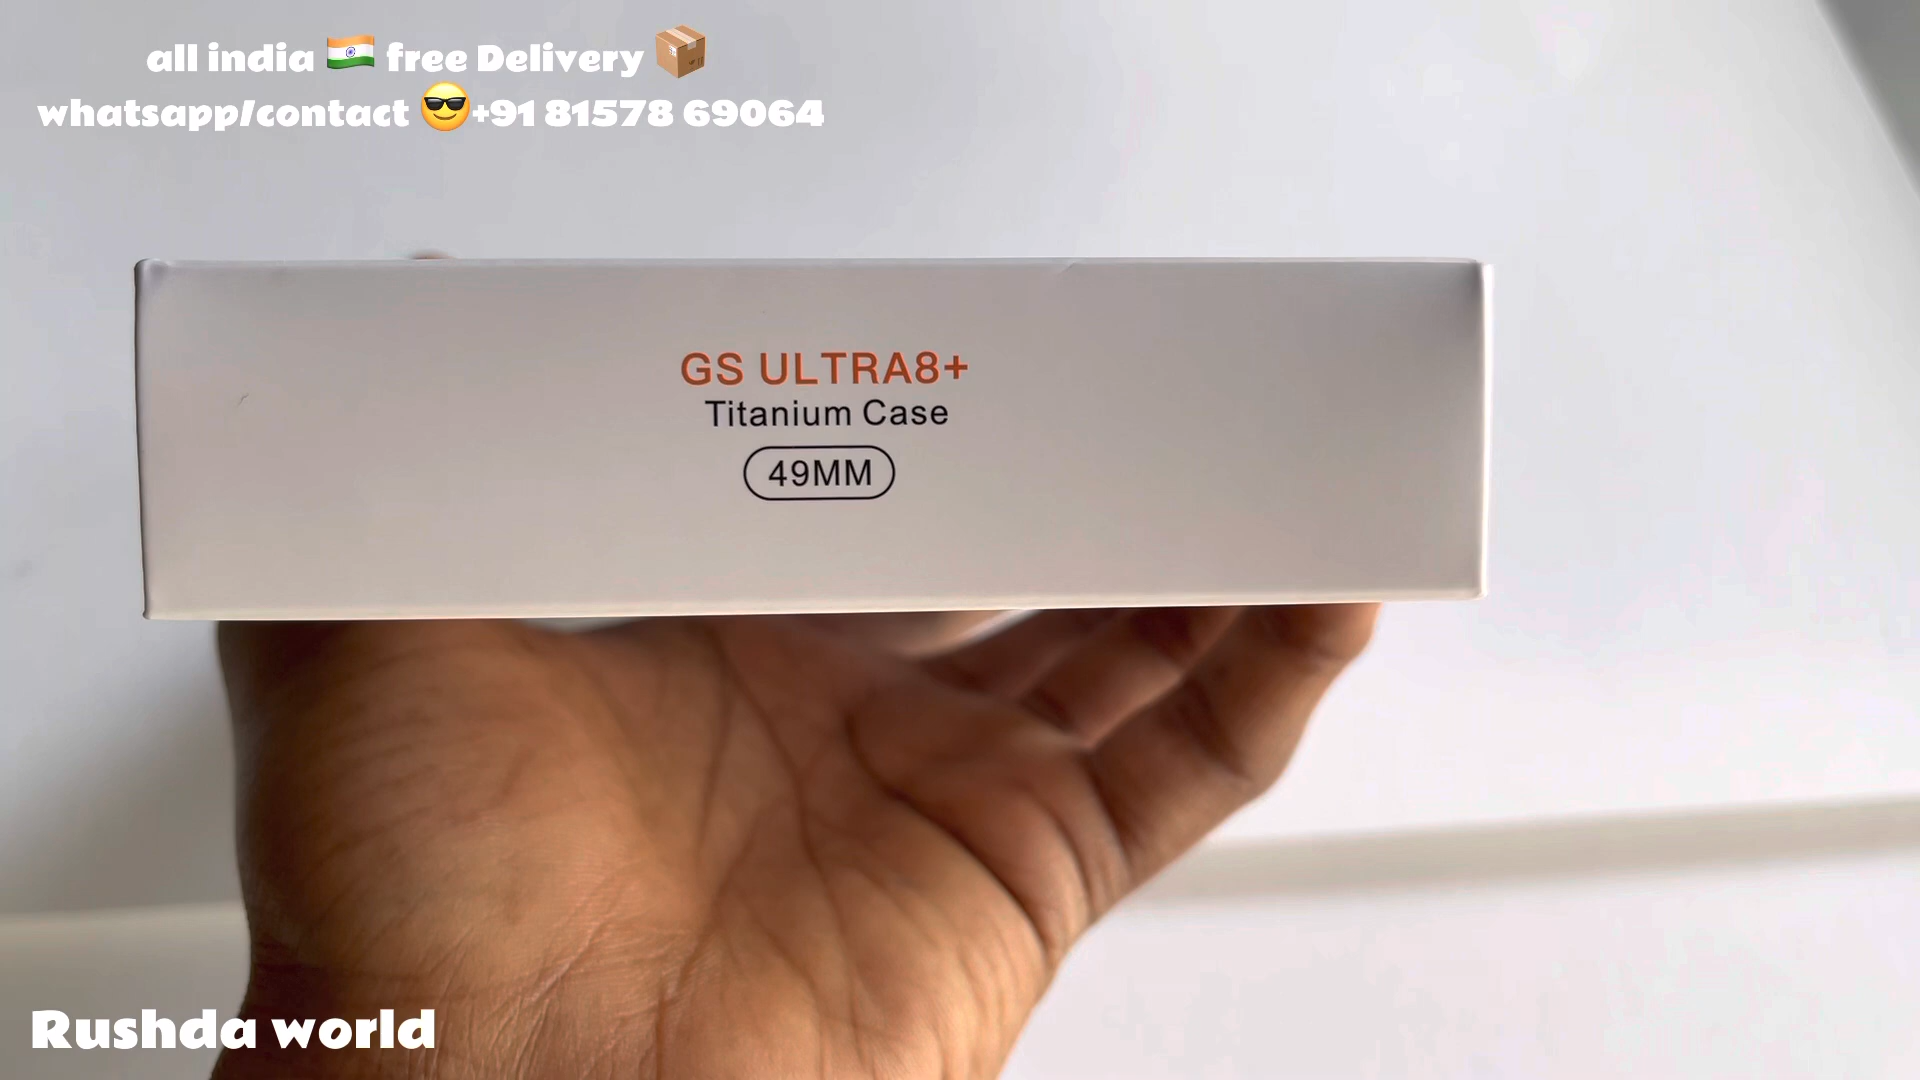 all india 🇮🇳 free Delivery 📦
whatsapp/contact 😎+91 81578 69064
GS ULTRA8+
Titanium Case
49MM
Rushda world